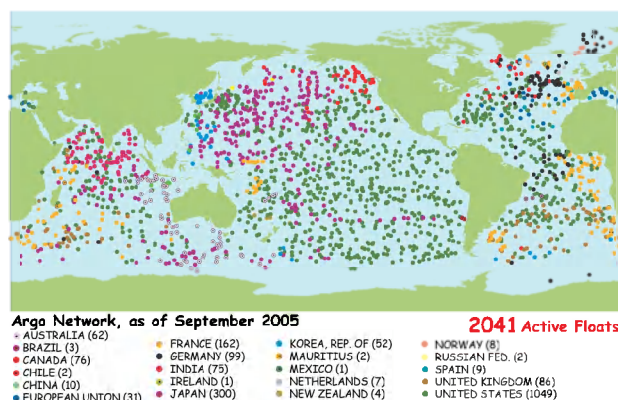 Argo Network, as of September 2005
2041 Active Floats
AUSTRALIA (62)
BRAZIL (3)
CANADA (76)
CHILE (2)
CHINA (10)
EUROPEAN UNION (31)
FRANCE (162)
GERMANY (99)
INDIA (75)
IRELAND (1)
JAPAN (300)
KOREA, REP. OF (52)
MAURITIUS (2)
MEXICO (1)
NETHERLANDS (7)
NEW ZEALAND (4)
NORWAY (8)
RUSSIAN FED. (2)
SPAIN (9)
UNITED KINGDOM (86)
UNITED STATES (1049)